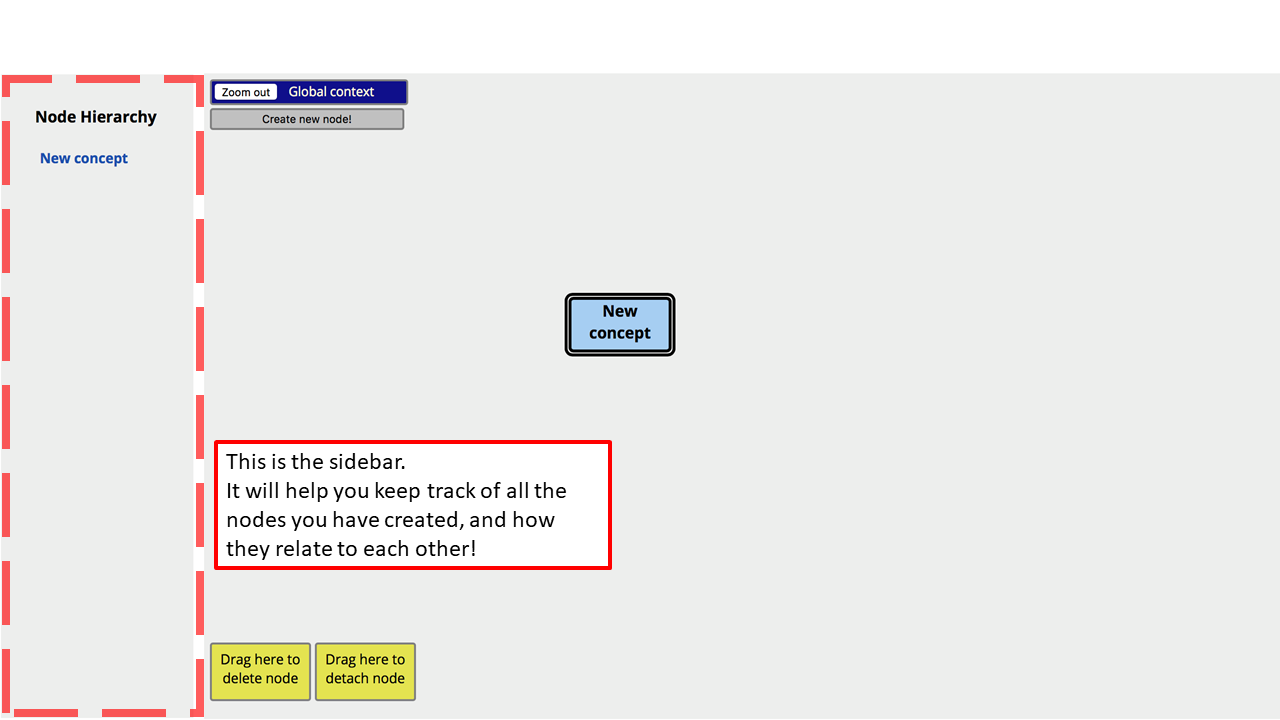 Node Hierarchy
New concept
Zoom out Global context
Create new node!
New
concept
This is the sidebar.
It will help you keep track of all the
nodes you have created, and how
they relate to each other!
Drag here to
delete node
Drag here to
detach node